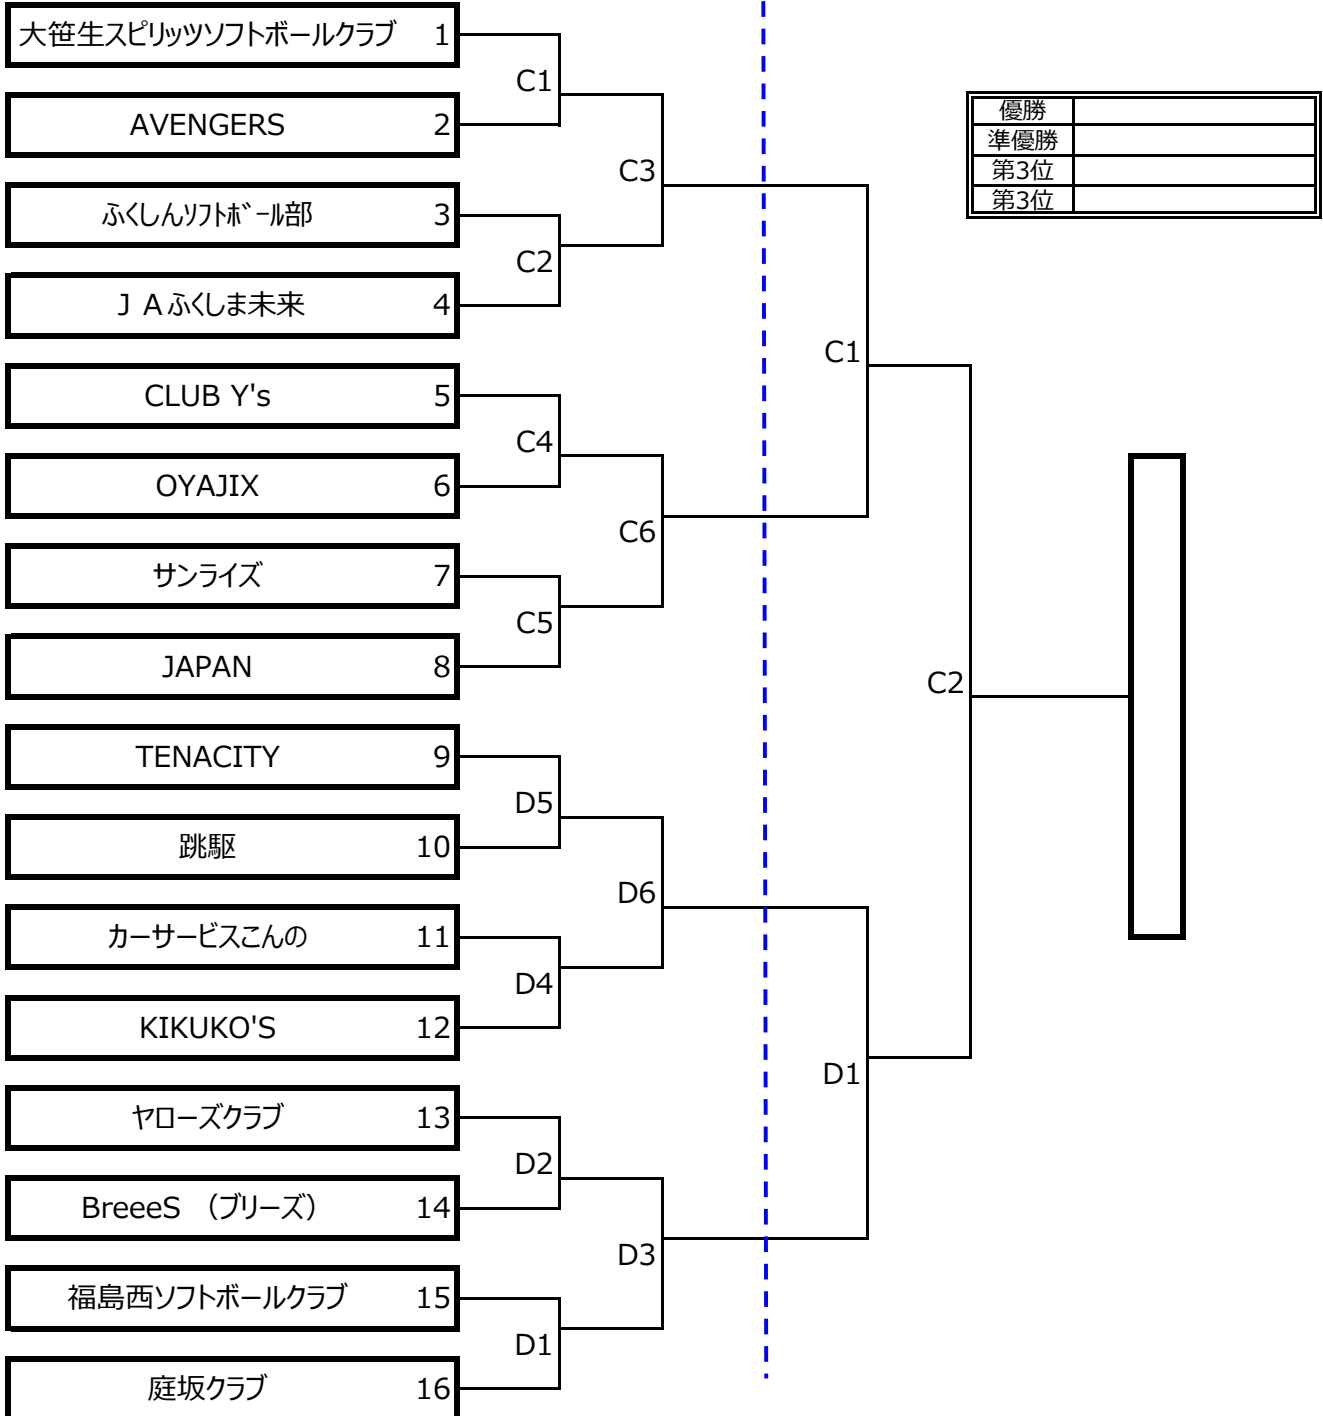 大笹生スピリッツソフトボールクラブ 1
C1
AVENGERS 2
C3
ふくしんｿﾌﾄﾎﾞｰﾙ部 3
C2
ＪＡふくしま未来 4
C1
CLUB Y's 5
C4
OYAJIX 6
C6
サンライズ 7
C5
JAPAN 8
C2
TENACITY 9
D5
跳駆 10
D6
カーサービスこんの 11
D4
KIKUKO'S 12
D1
ヤローズクラブ 13
D2
BreeeS （ブリーズ） 14
D3
福島西ソフトボールクラブ 15
D1
庭坂クラブ 16
優勝
準優勝
第3位
第3位